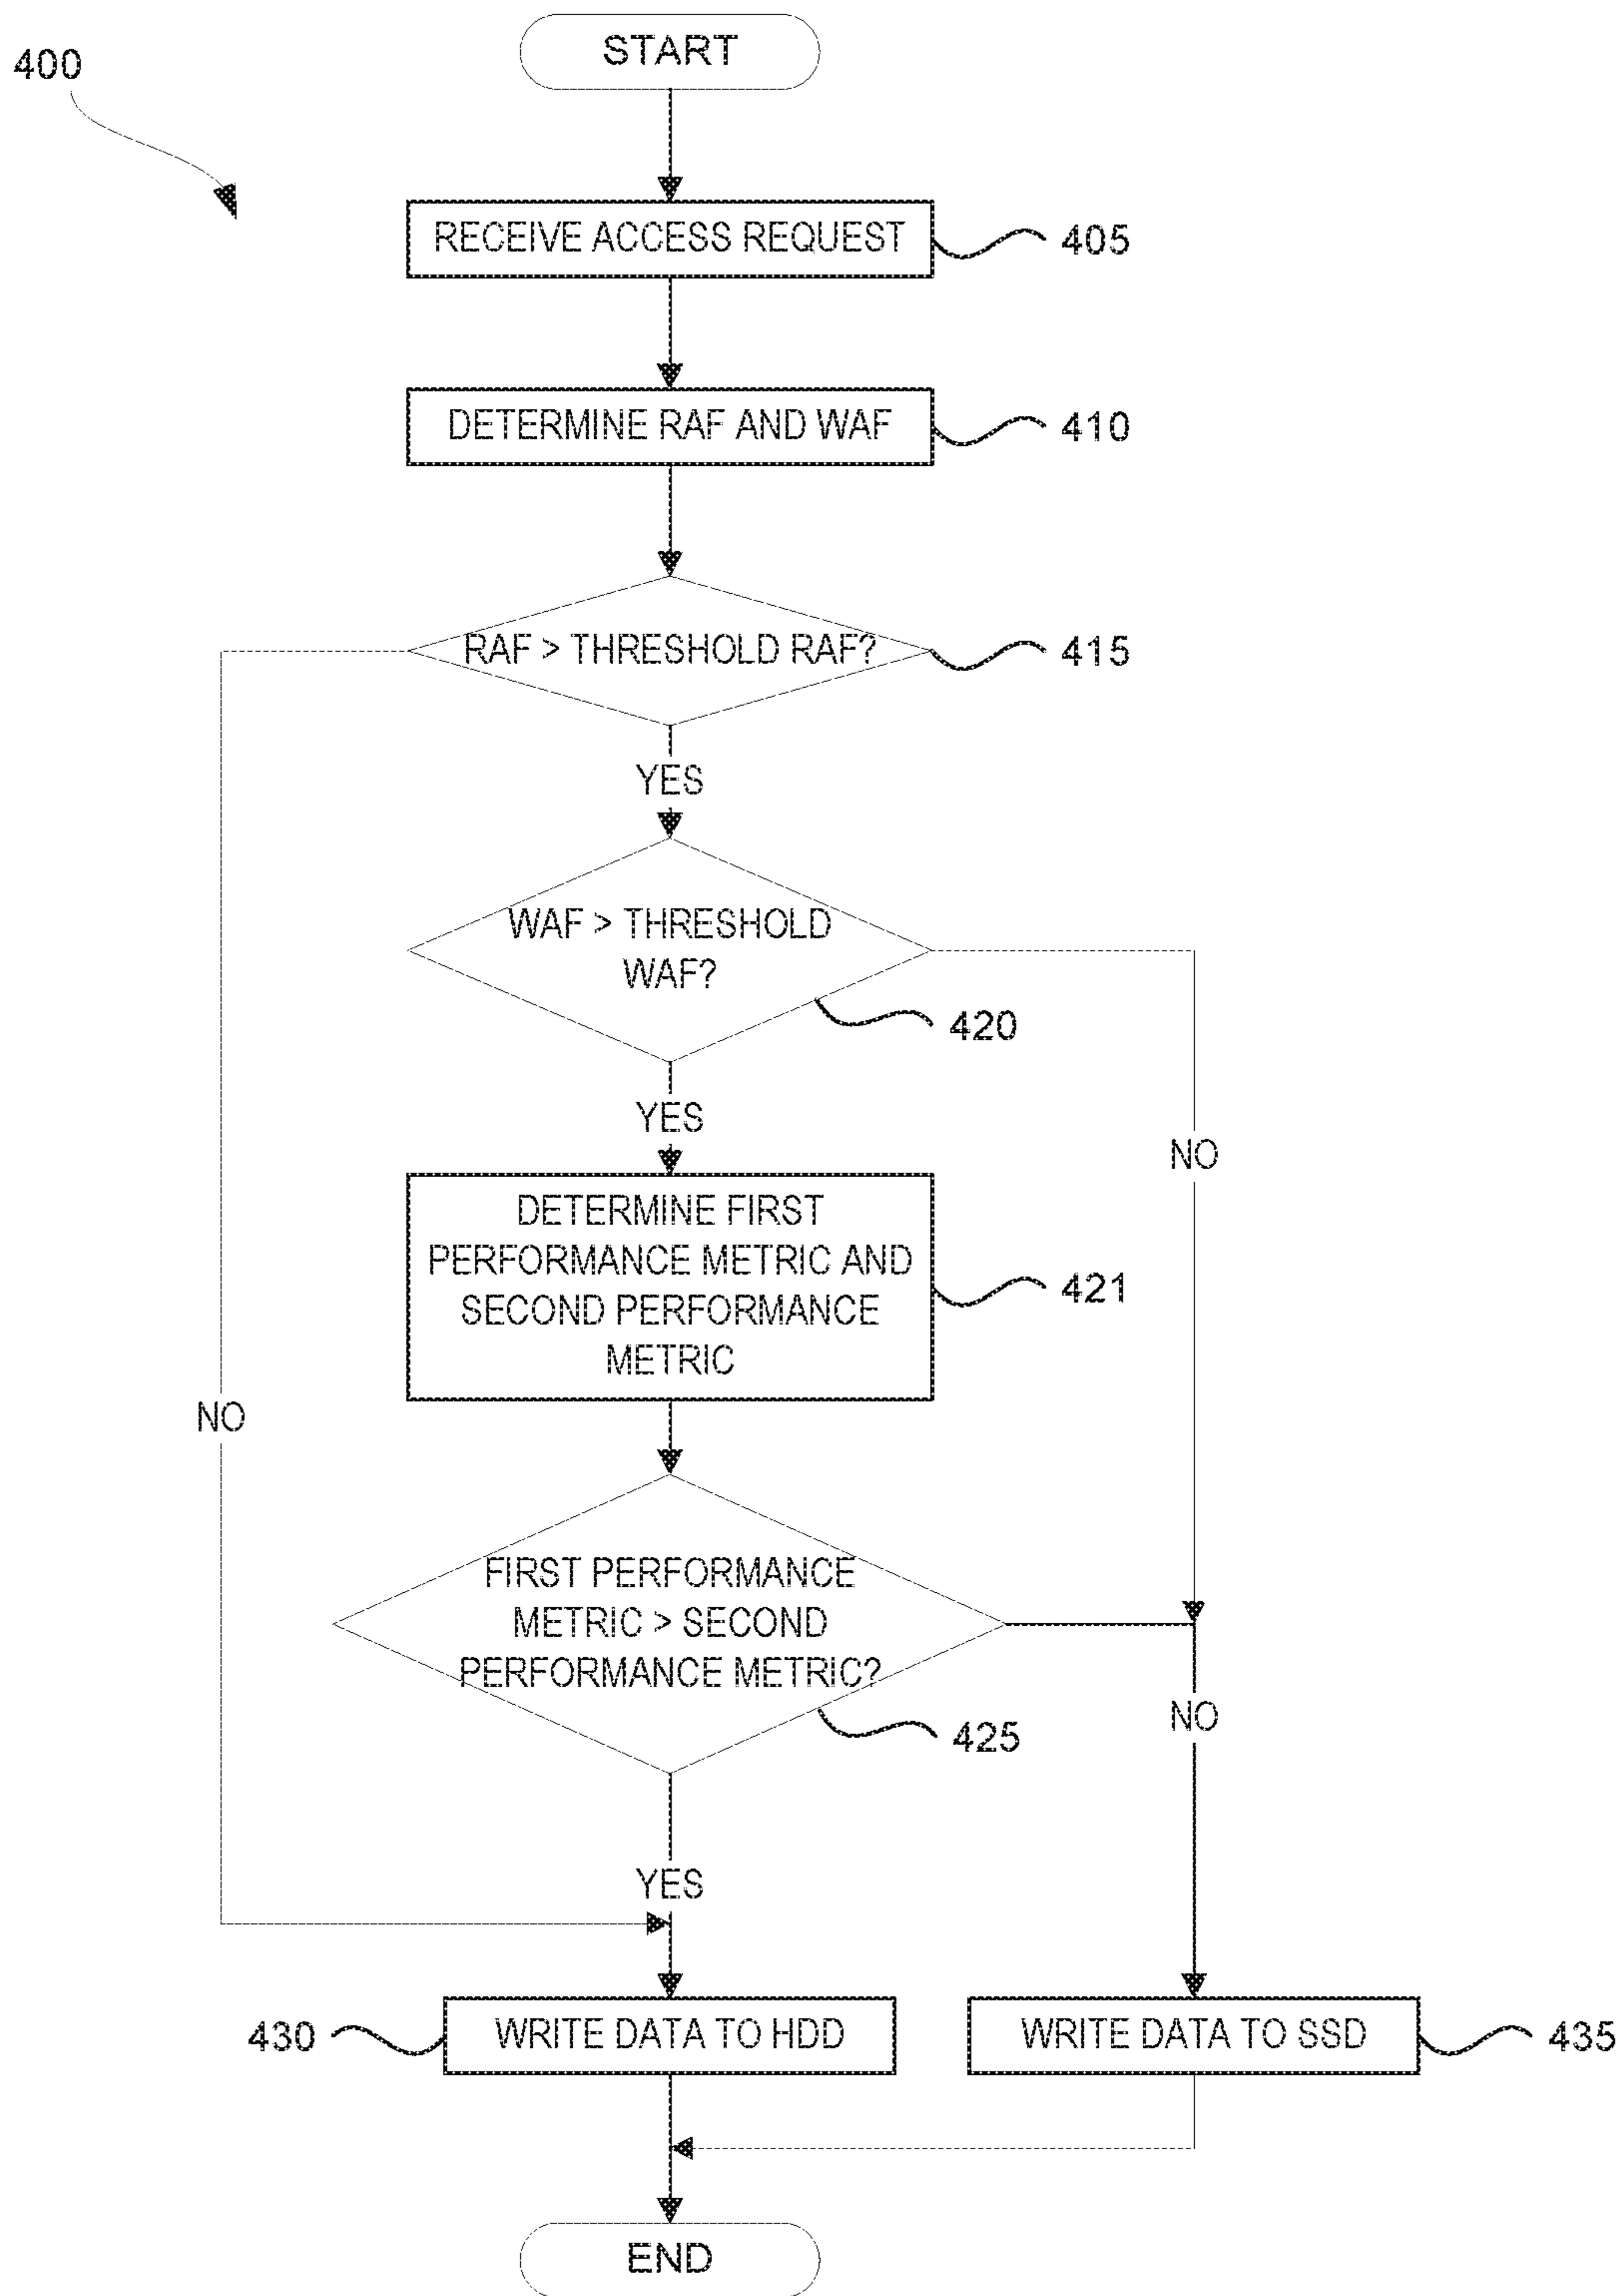 400
START
RECEIVE ACCESS REQUEST
405
DETERMINE RAF AND WAF
410
RAF > THRESHOLD RAF?
415
YES
WAF > THRESHOLD
WAF?
420
YES
NO
DETERMINE FIRST
PERFORMANCE METRIC AND
SECOND PERFORMANCE
METRIC
421
NO
FIRST PERFORMANCE
METRIC > SECOND
PERFORMANCE METRIC?
425
NO
YES
430
WRITE DATA TO HDD
WRITE DATA TO SSD
435
END